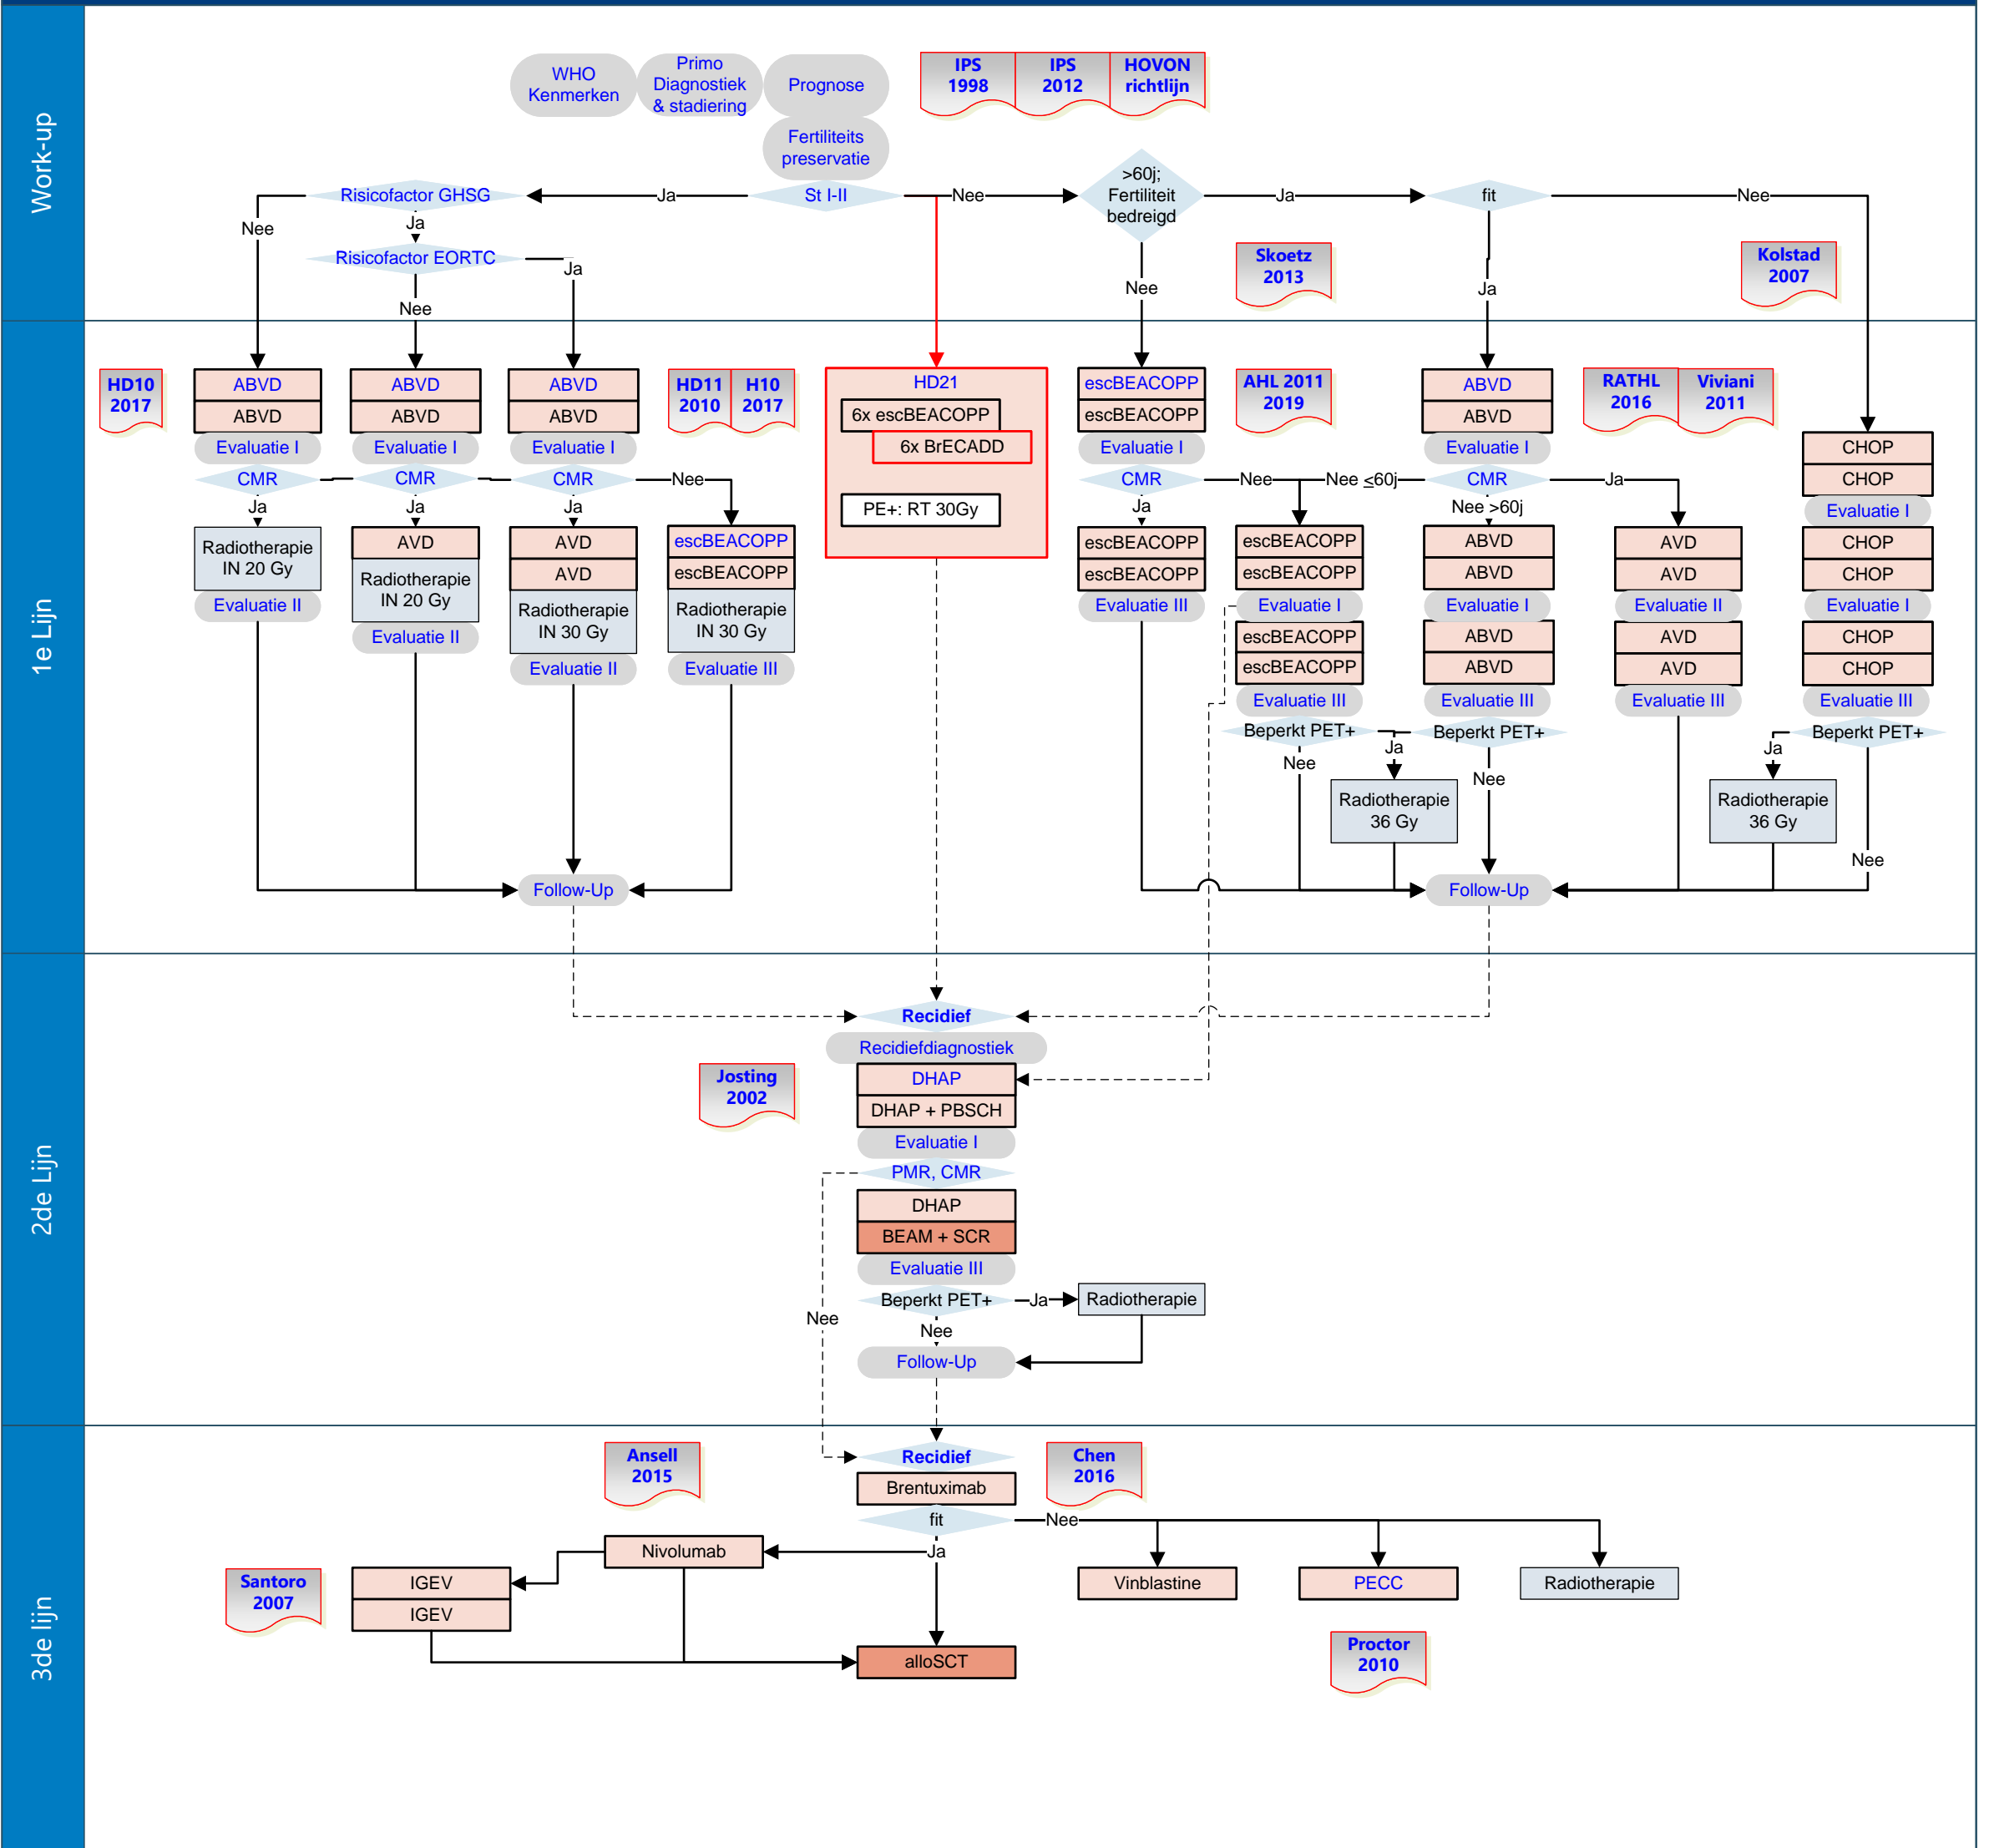 Work-up
WHO
Kenmerken
Primo
Diagnostiek
& stadiering
Prognose
Fertiliteits
preservatie
IPS
1998
IPS
2012
HOVON
richtlijn
Risicofactor GHSG
Ja
St I-II
Nee
>60j;
Fertiliteit
bedreigd
Ja
fit
Nee
Nee
Ja
Risicofactor EORTC
Ja
Nee
Nee
Skoetz
2013
Ja
Kolstad
2007
1e Lijn
HD10
2017
ABVD
ABVD
Evaluatie I
CMR
Ja
Radiotherapie
IN 20 Gy
Evaluatie II
ABVD
ABVD
Evaluatie I
CMR
Ja
AVD
Radiotherapie
IN 20 Gy
Evaluatie II
ABVD
ABVD
Evaluatie I
CMR
Ja
AVD
AVD
Radiotherapie
IN 30 Gy
Evaluatie II
HD11
2010
H10
2017
Nee
escBEACOPP
escBEACOPP
Radiotherapie
IN 30 Gy
Evaluatie III
Follow-Up
HD21
6x escBEACOPP
6x BrECADD
PE+: RT 30Gy
escBEACOPP
escBEACOPP
Evaluatie I
CMR
Ja
escBEACOPP
escBEACOPP
Evaluatie III
AHL 2011
2019
Nee
Nee ≤60j
escBEACOPP
escBEACOPP
Evaluatie I
escBEACOPP
escBEACOPP
Evaluatie III
Beperkt PET+
Nee
Ja
Radiotherapie
36 Gy
ABVD
ABVD
Evaluatie I
CMR
Nee >60j
ABVD
ABVD
Evaluatie I
ABVD
ABVD
Evaluatie III
Beperkt PET+
Nee
RATHL
2016
Viviani
2011
Ja
AVD
AVD
Evaluatie II
AVD
AVD
Evaluatie III
CHOP
CHOP
Evaluatie I
CHOP
CHOP
Evaluatie I
CHOP
CHOP
Evaluatie III
Beperkt PET+
Ja
Radiotherapie
36 Gy
Nee
Follow-Up
2de Lijn
Recidief
Recidiefdiagnostiek
Josting
2002
DHAP
DHAP + PBSCH
Evaluatie I
PMR, CMR
DHAP
BEAM + SCR
Evaluatie III
Beperkt PET+
Ja
Radiotherapie
Nee
Nee
Follow-Up
3de lijn
Ansell
2015
Recidief
Chen
2016
Brentuximab
fit
Nee
Ja
Nivolumab
Santoro
2007
IGEV
IGEV
Vinblastine
PECC
Radiotherapie
Proctor
2010
alloSCT